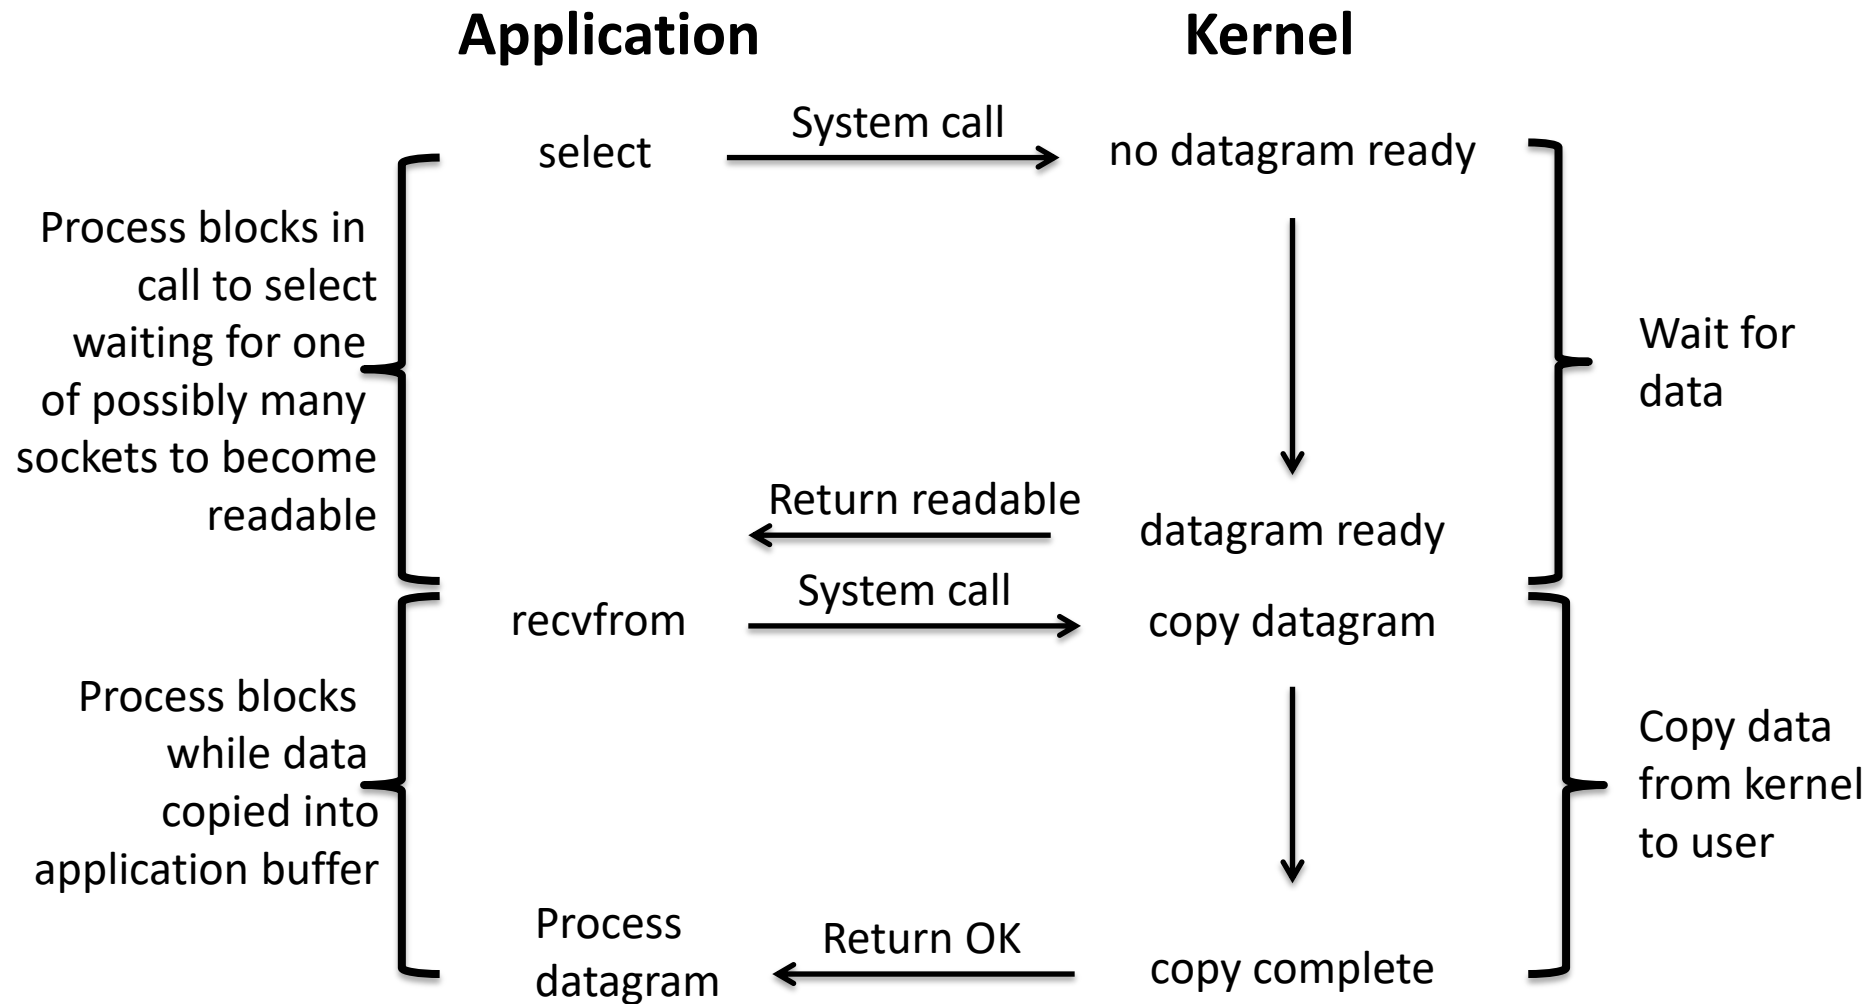 Application
Kernel
select
System call
no datagram ready
Process blocks in
call to select
waiting for one
of possibly many
sockets to become
readable
Wait for
data
Return readable
datagram ready
recvfrom
System call
copy datagram
Process blocks
while data
copied into
application buffer
Copy data
from kernel
to user
Process
datagram
Return OK
copy complete